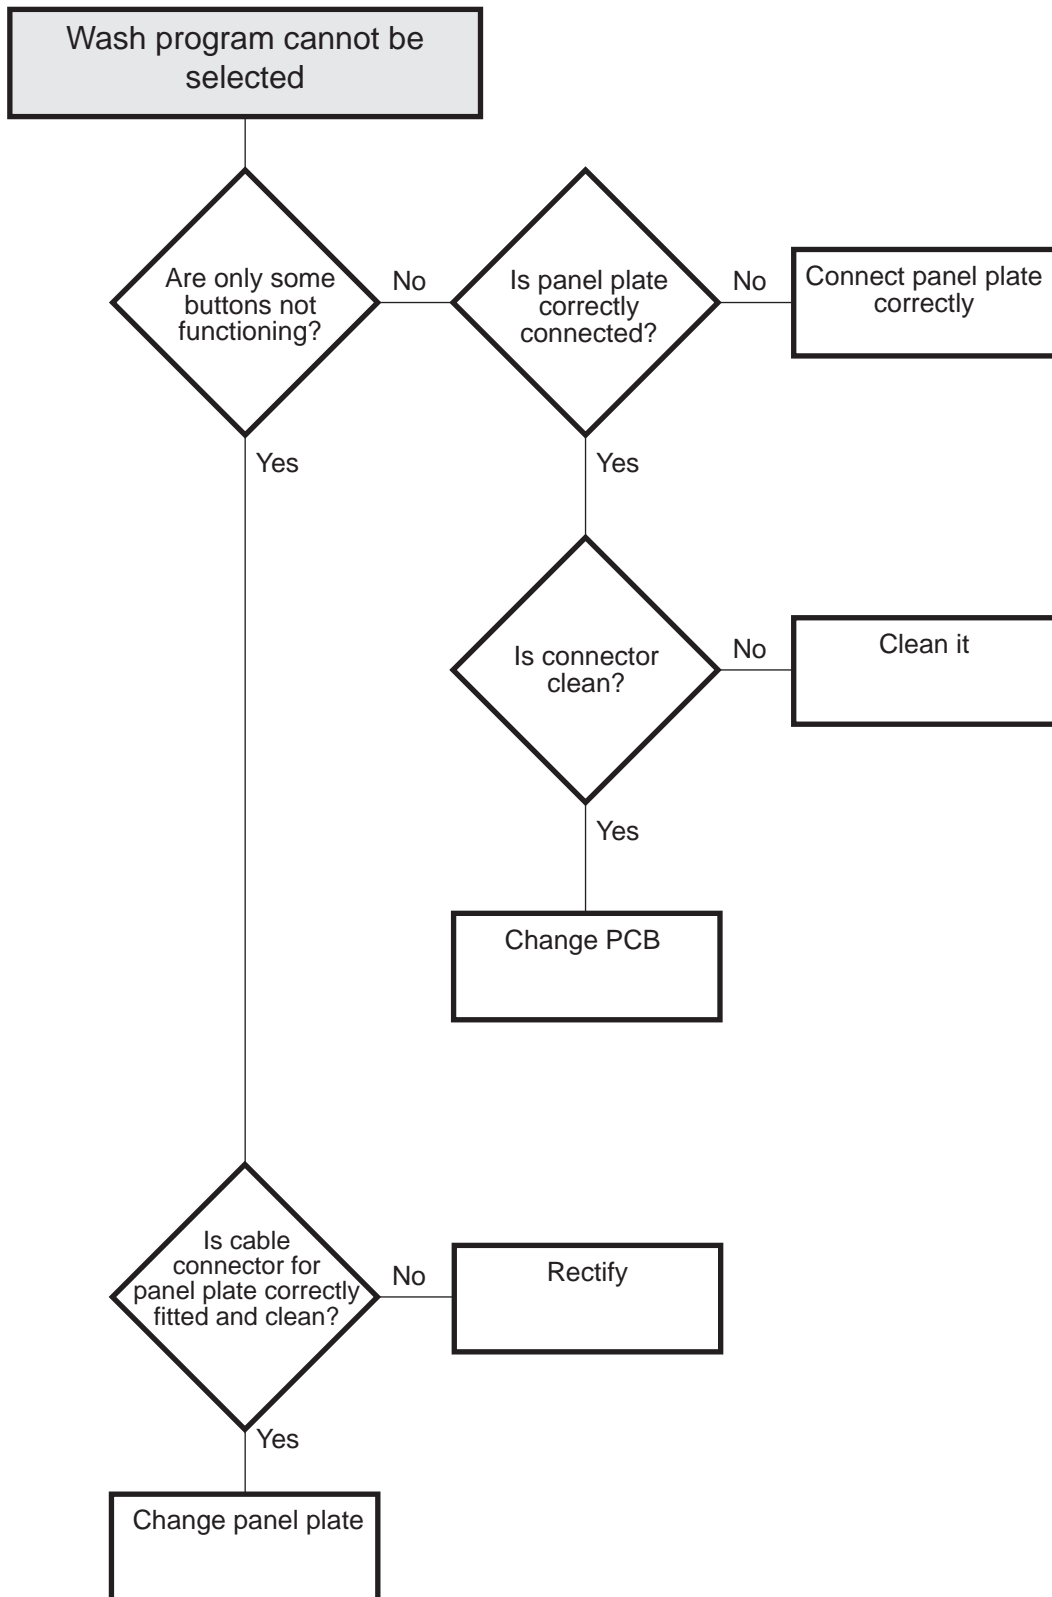 Wash program cannot be
selected
Are only some
buttons not
functioning?
No
Is panel plate
correctly
connected?
No
Connect panel plate
correctly
Yes
Yes
Is connector
clean?
No
Clean it
Yes
Change PCB
Is cable
connector for
panel plate correctly
fitted and clean?
No
Rectify
Yes
Change panel plate